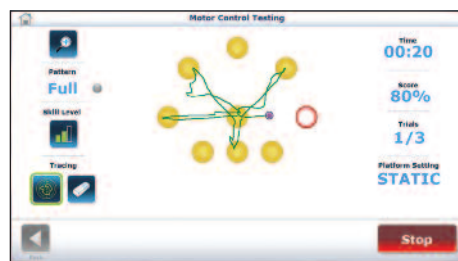 Motor Control Testing
Pattern
Full
Skill Level
Tracing
Time
00:20
Score
80%
Trials
1/3
Platform Setting
STATIC
Stop